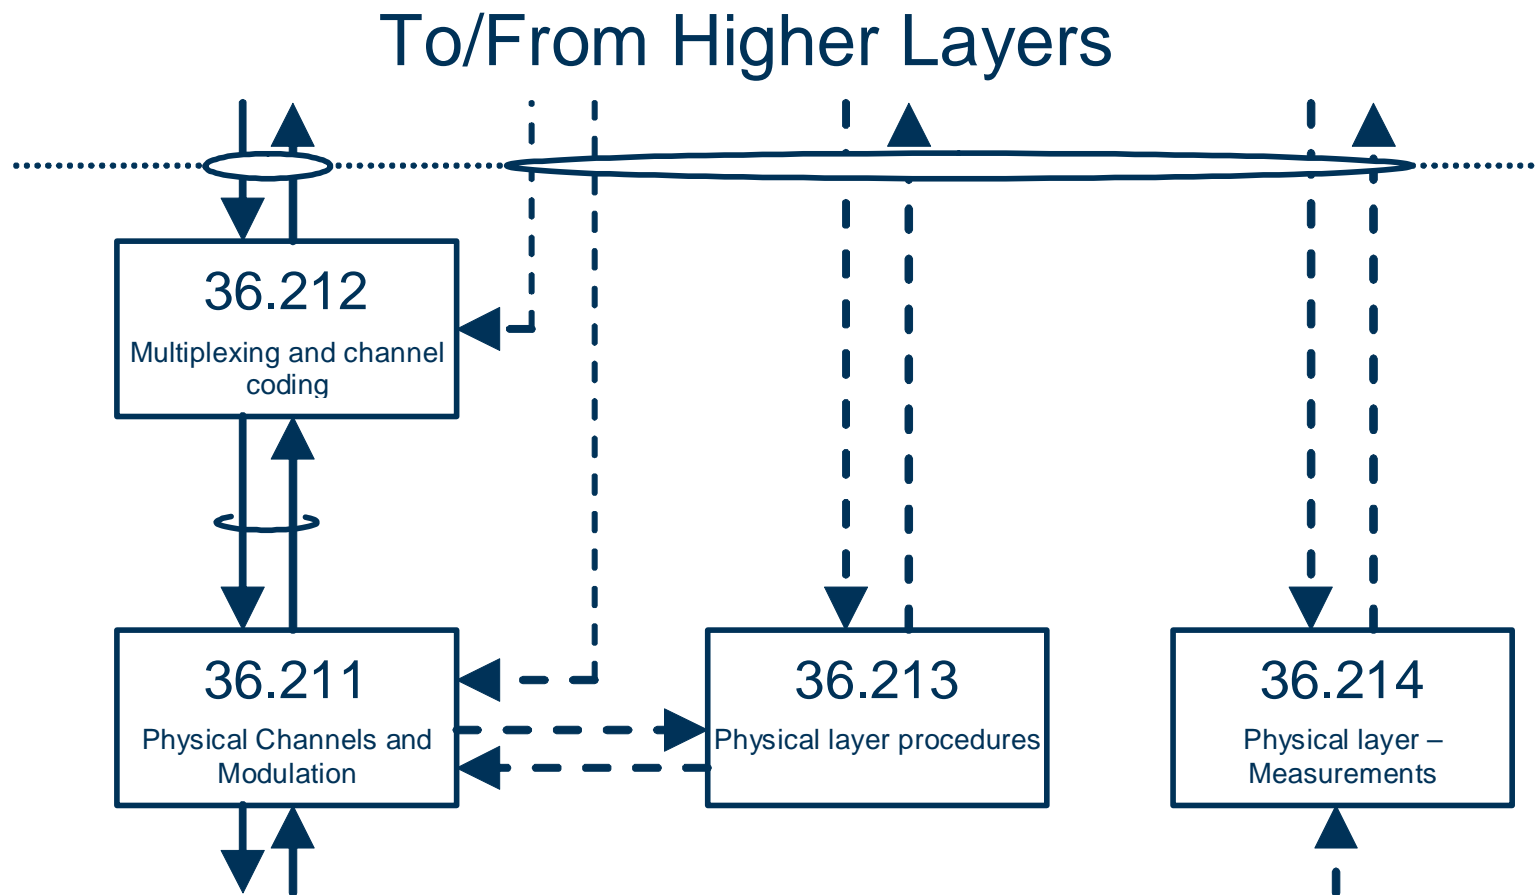 To/From Higher Layers
36.212
Multiplexing and channel
coding
36.211
Physical Channels and
Modulation
36.213
Physical layer procedures
36.214
Physical layer –
Measurements